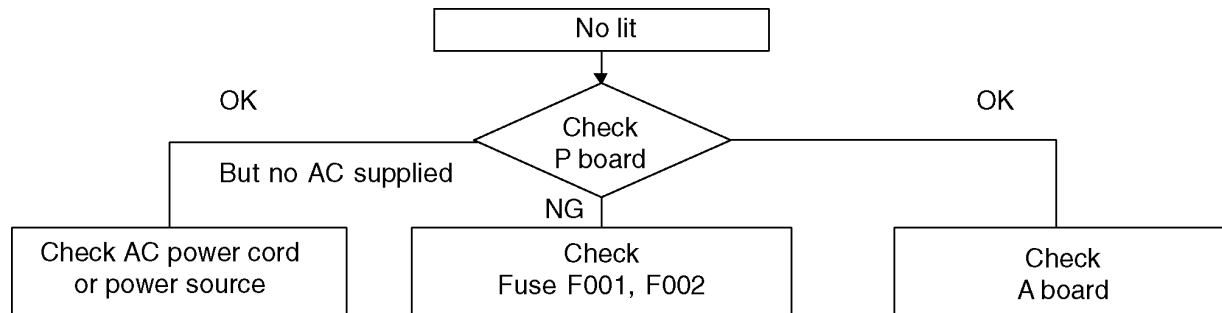 No lit
OK
OK
Check
P board
But no AC supplied
NG
Check AC power cord
or power source
Check
Fuse F001, F002
Check
A board